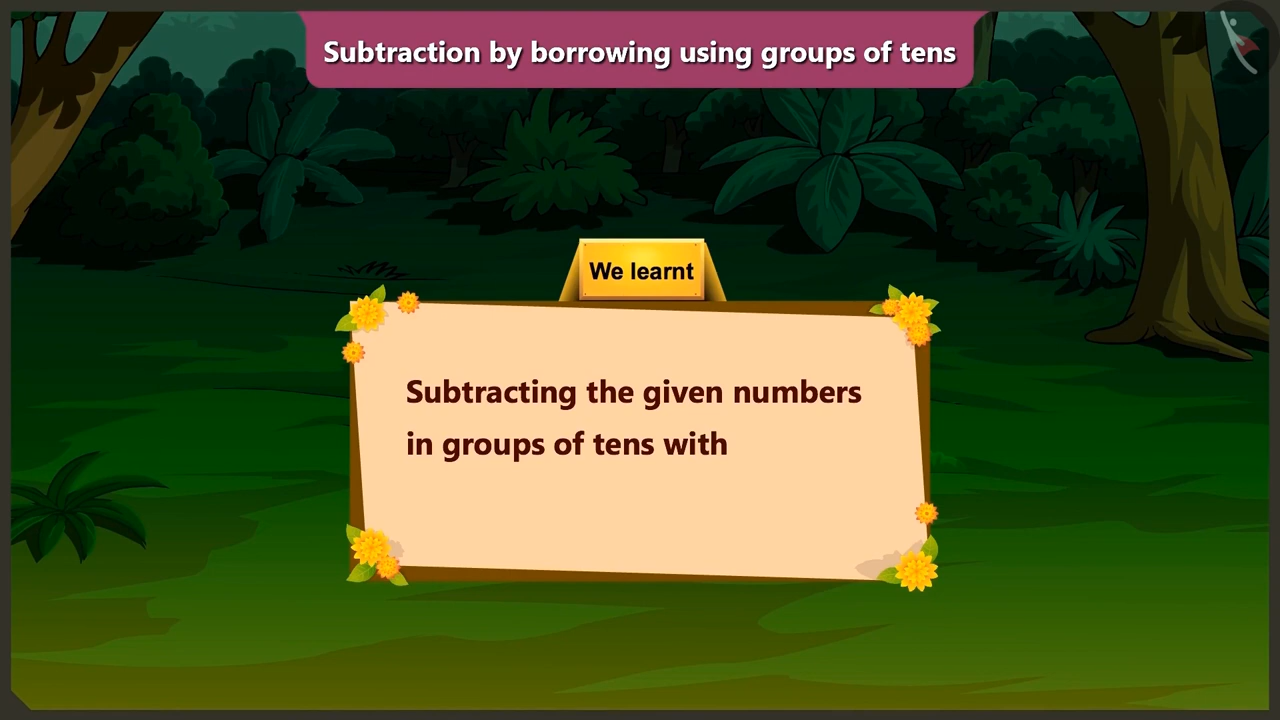 Subtraction by borrowing using groups of tens
We learnt
Subtracting the given numbers
in groups of tens with